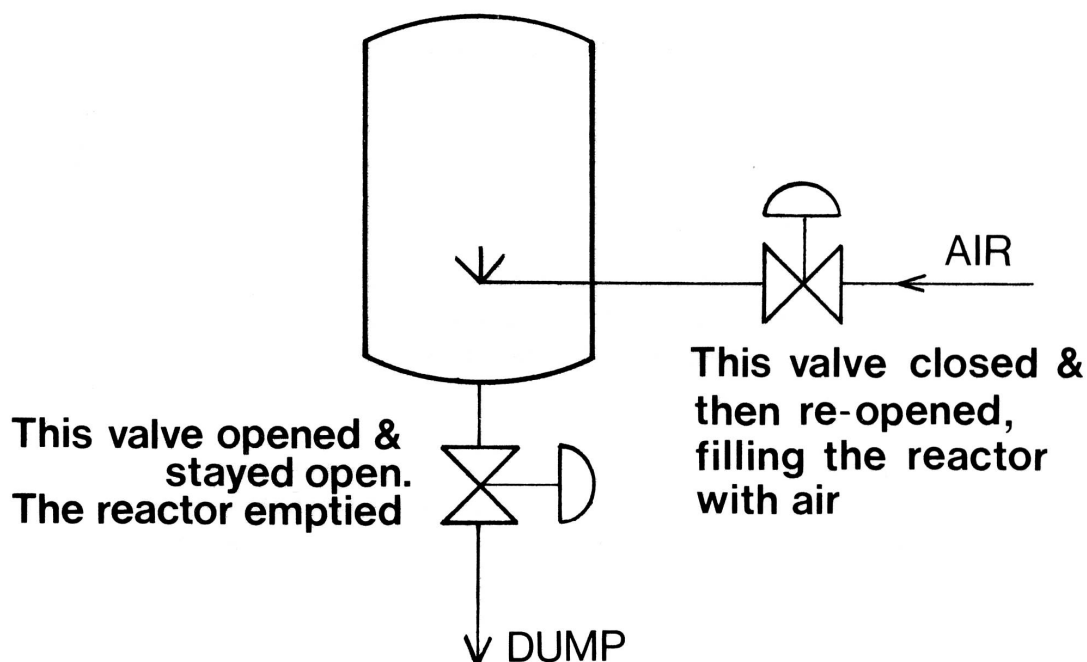 AIR
This valve closed &
then re-opened,
filling the reactor
with air
This valve opened &
stayed open.
The reactor emptied
DUMP